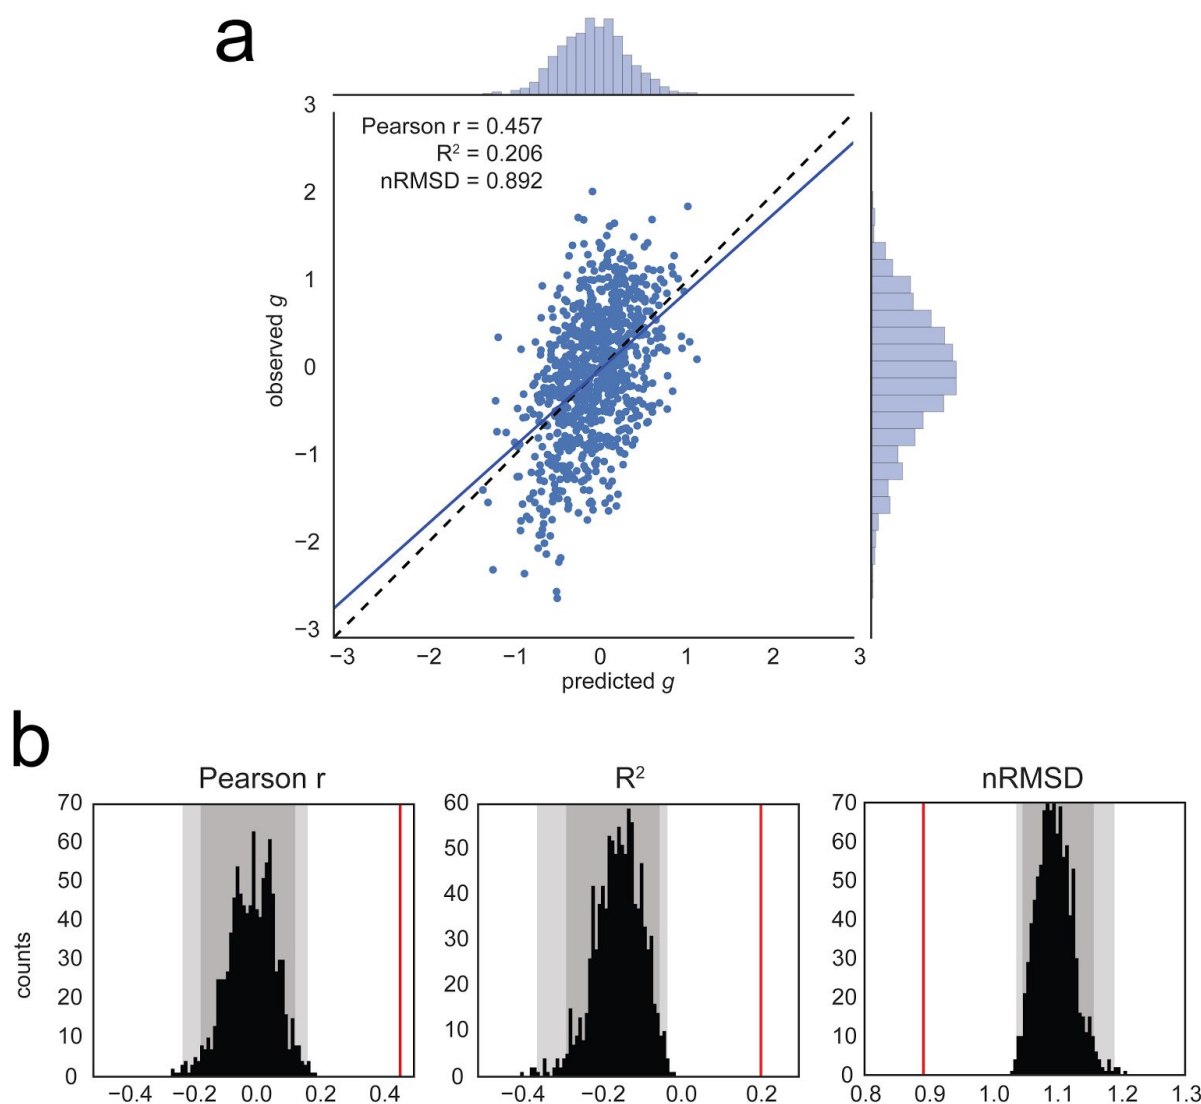 a
3
Pearson r = 0.457
R² = 0.206
nRMSD = 0.892
2
1
0
−1
−2
−3
observed g
−3 −2 −1 0 1 2 3
predicted g
b
Pearson r
70
60
50
40
30
20
10
0
counts
−0.4 −0.2 0.0 0.2 0.4
R²
60
50
40
30
20
10
0
−0.4 −0.2 0.0 0.2
nRMSD
70
60
50
40
30
20
10
0
0.8 0.9 1.0 1.1 1.2 1.3